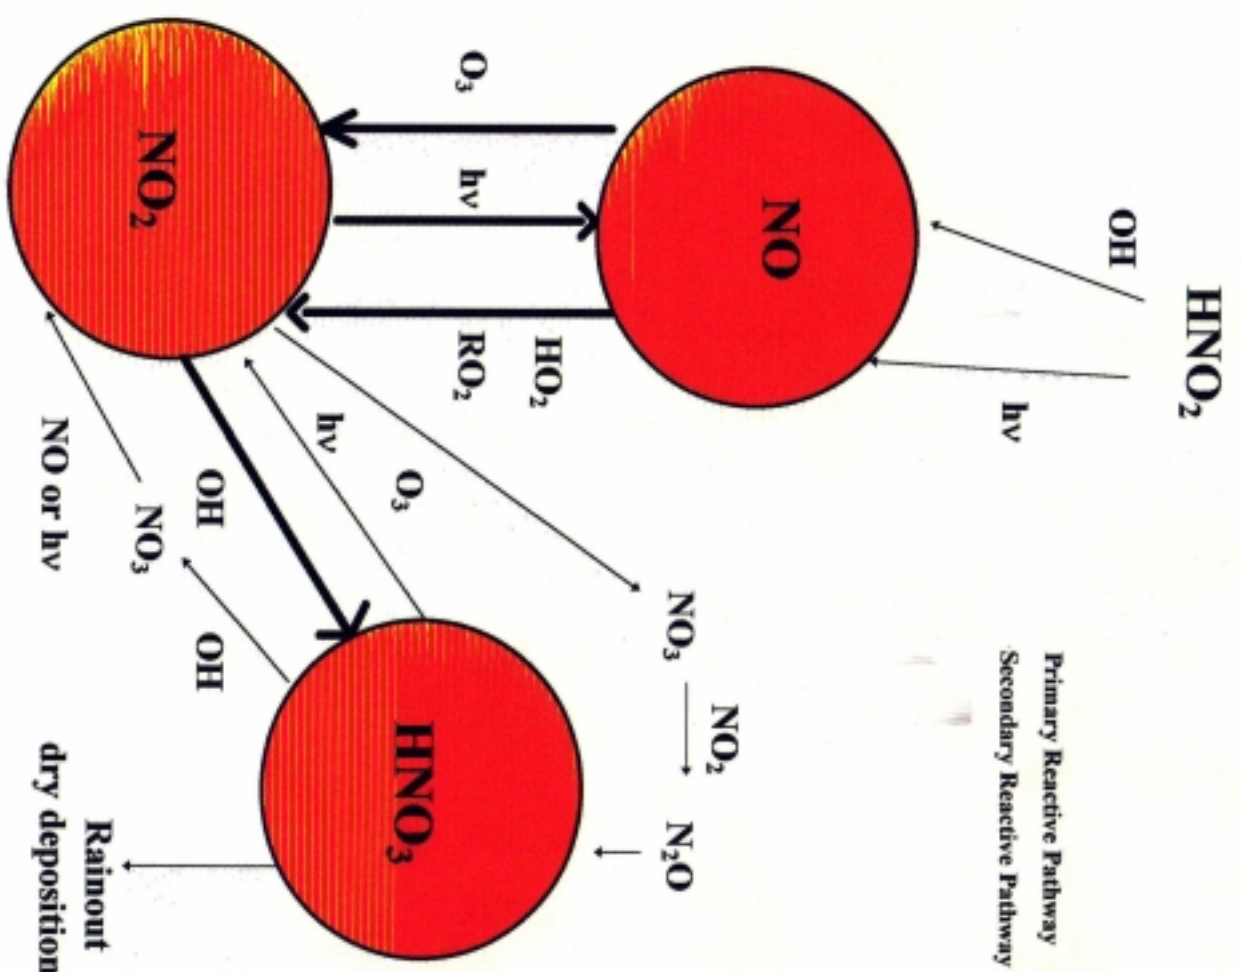 HNO₂
OH
Primary Reactive Pathway
Secondary Reactive Pathway
hν
NO
NO₂
NO₃
N₂O
HO₂
O₃
hν
RO₂
HNO₃
O₃
hν
OH
OH
NO₂
NO₃
Rainout
dry deposition
NO or hν